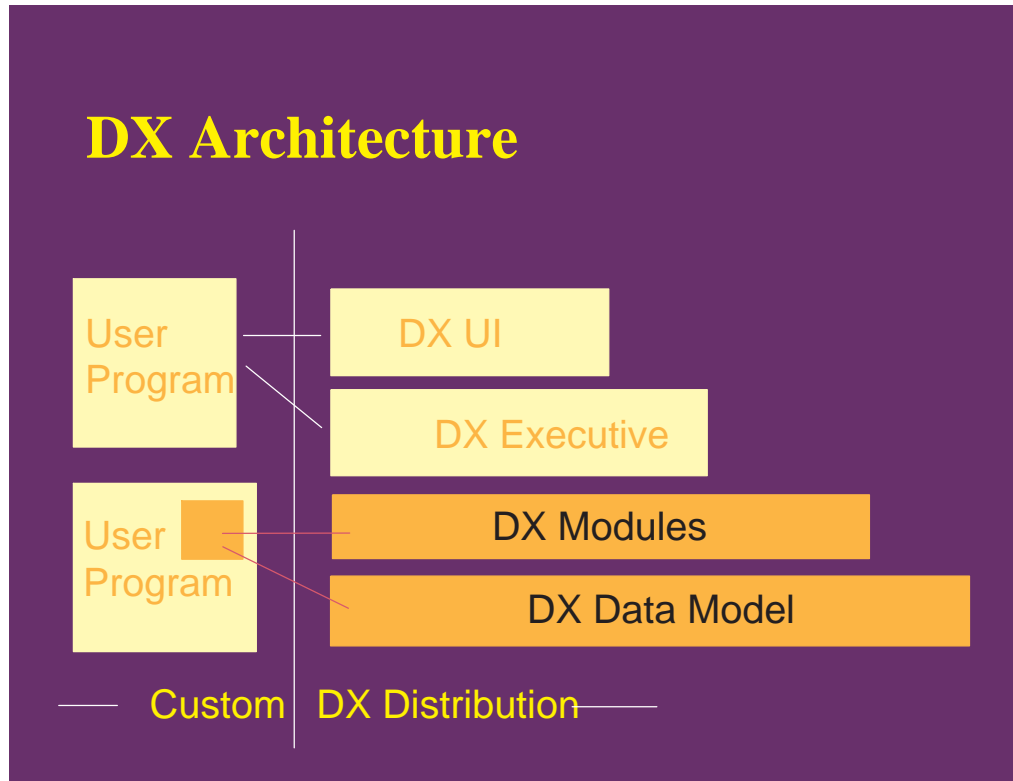 DX Architecture
User
Program
DX UI
DX Executive
User
Program
DX Modules
DX Data Model
Custom
DX Distribution